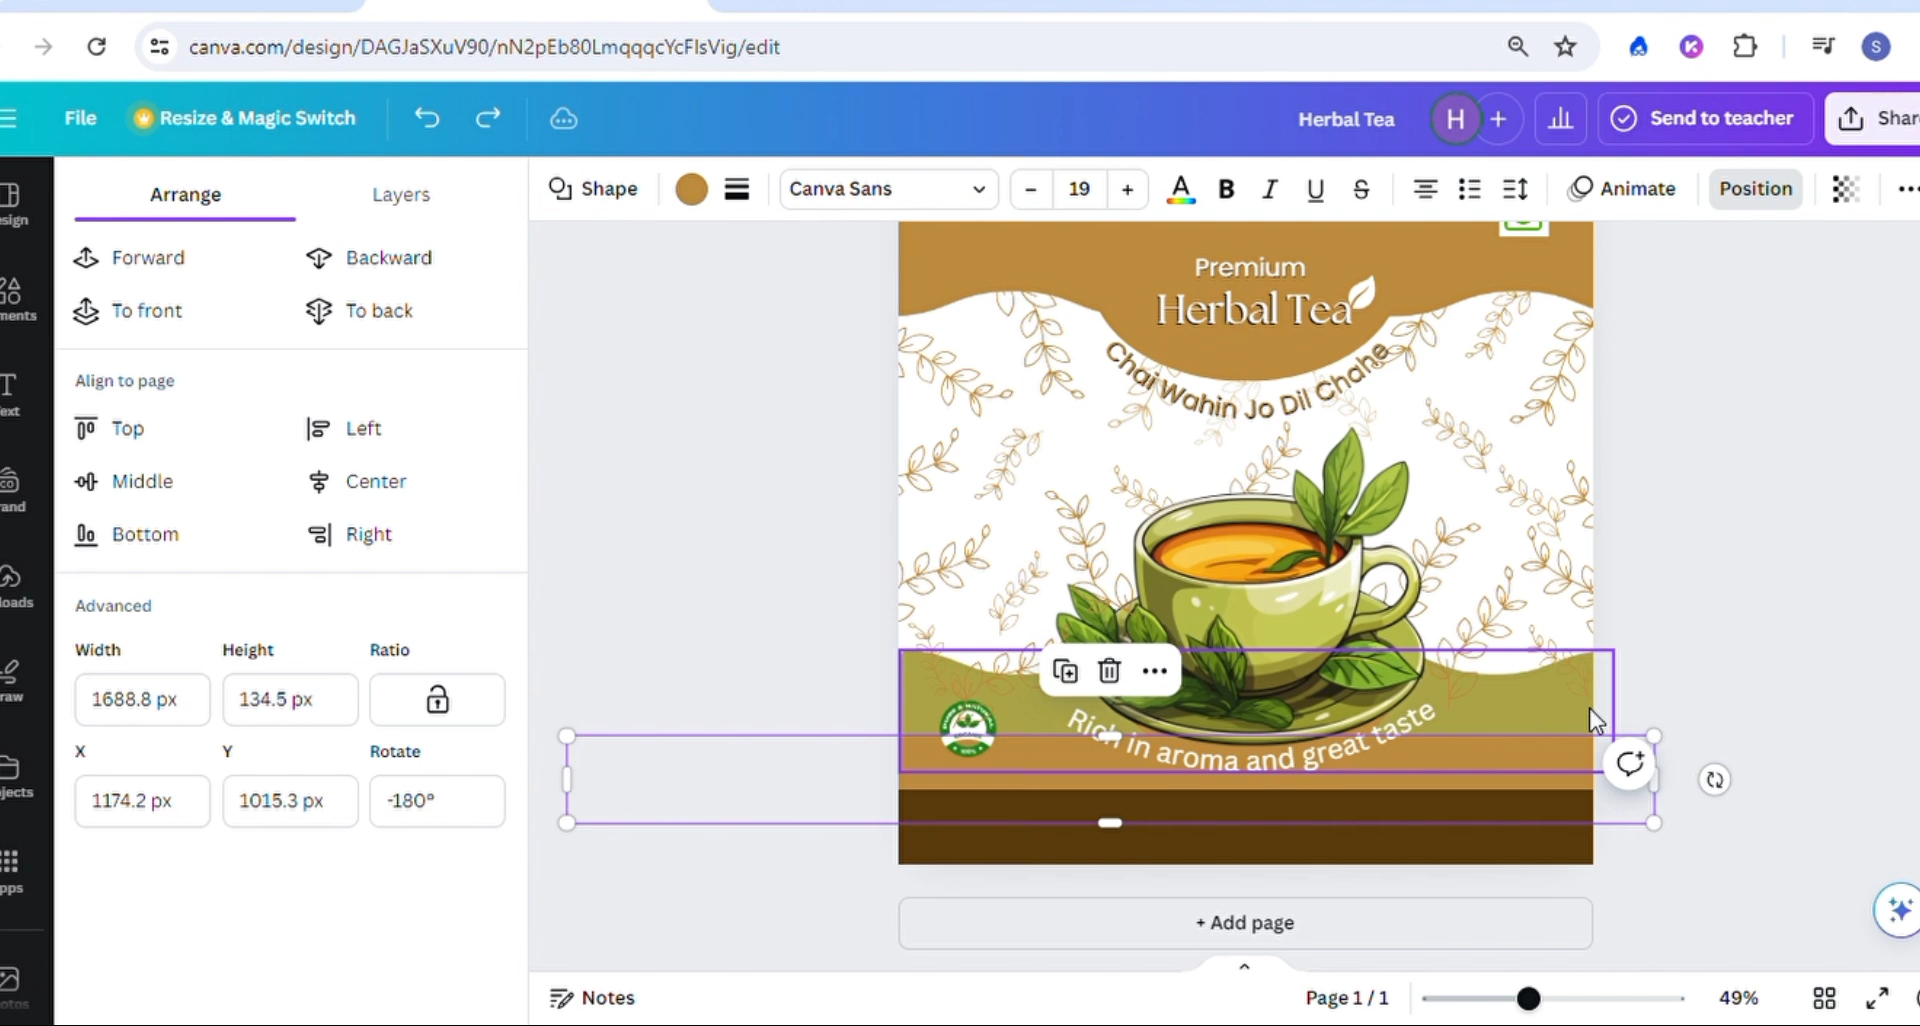 canva.com/design/DAGJaSXuV90/nN2pEb80LmqqqcYcFIsVig/edit
S
File
Resize & Magic Switch
Herbal Tea
H
+
Send to teacher
Arrange
Layers
Shape
Canva Sans
– 19 +
A B I U S
Animate
Position
Forward
Backward
To front
To back
Align to page
Top
Left
Middle
Center
Bottom
Right
Advanced
Width
Height
Ratio
1688.8 px
134.5 px
X
Y
Rotate
1174.2 px
1015.3 px
-180°
Premium
Herbal Tea
Chai Wahin Jo Dil Chahe
Rich in aroma and great taste
+ Add page
Notes
Page 1 / 1
49%